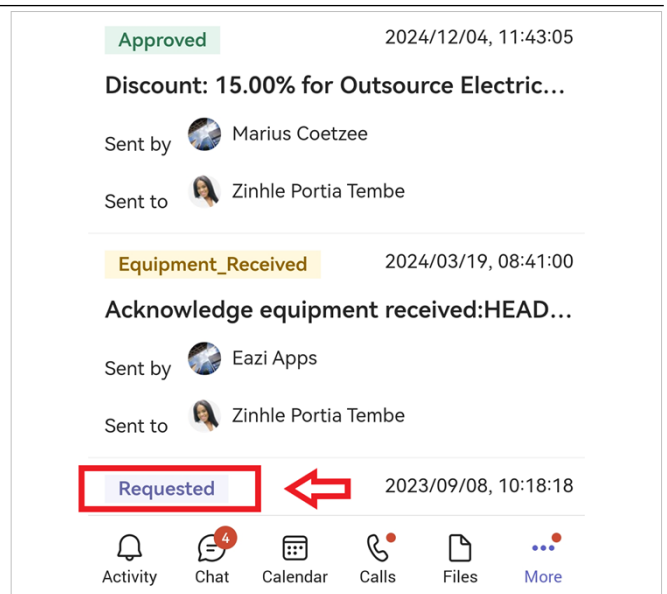 Approved 2024/12/04, 11:43:05
Discount: 15.00% for Outsource Electric...
Sent by Marius Coetzee
Sent to Zinhle Portia Tembe
Equipment_Received 2024/03/19, 08:41:00
Acknowledge equipment received:HEAD...
Sent by Eazi Apps
Sent to Zinhle Portia Tembe
Requested 2023/09/08, 10:18:18
4
Activity Chat Calendar Calls Files More